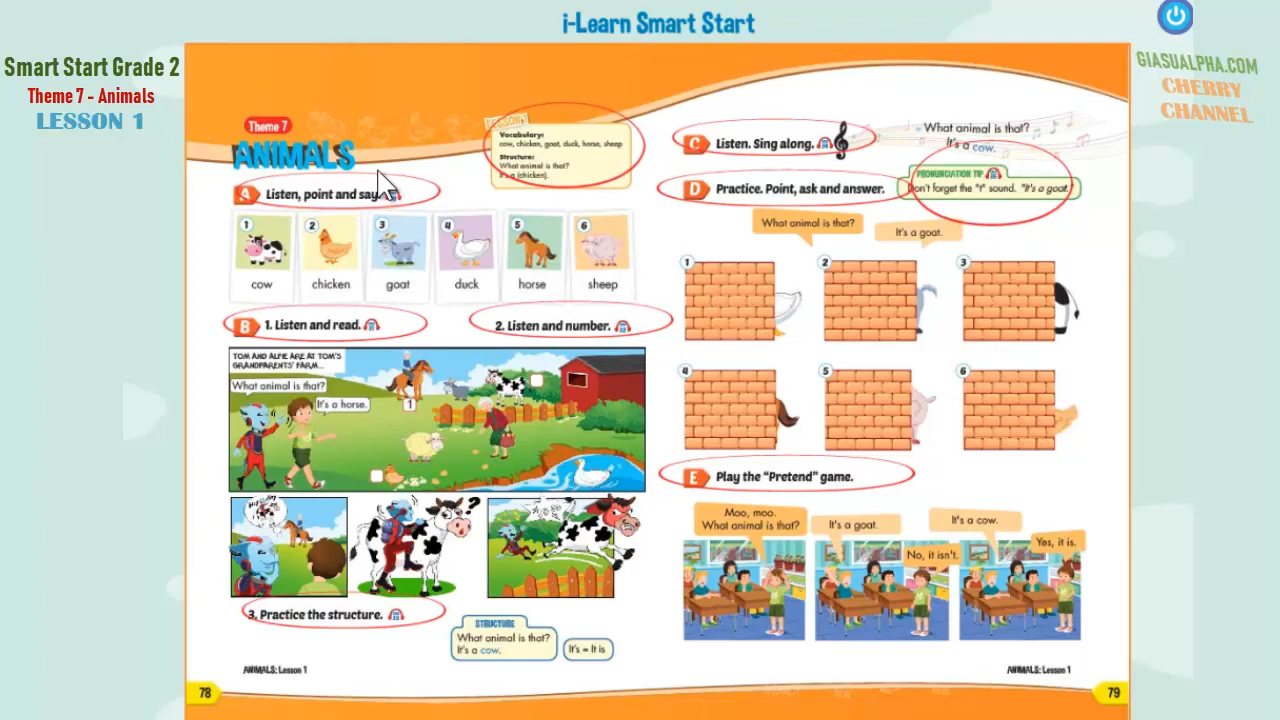 i-Learn Smart Start
Smart Start Grade 2
Theme 7 - Animals
LESSON 1
GIASUALPHA.COM
CHERRY
CHANNEL
Theme 7
ANIMALS
LESSON 1
Vocabulary:
cow, chicken, goat, duck, horse, sheep
Structure:
What animal is that?
It's a (chicken).
A Listen, point and say.
1
2
3
4
5
6
cow
chicken
goat
duck
horse
sheep
B 1. Listen and read.
2. Listen and number.
TOM AND ALFIE ARE AT TOM'S
GRANDPARENTS' FARM...
What animal is that?
It's a horse.
1
?
3. Practice the structure.
STRUCTURE
What animal is that?
It's a cow.
It's = It is
ANIMALS: Lesson 1
78
C Listen. Sing along.
What animal is that?
It's a cow.
D Practice. Point, ask and answer.
PRONUNCIATION TIP
Don't forget the "t" sound. "It's a goat."
What animal is that?
It's a goat.
1
2
3
4
5
6
E Play the "Pretend" game.
Moo, moo.
What animal is that?
It's a goat.
No, it isn't.
It's a cow.
Yes, it is.
ANIMALS: Lesson 1
79